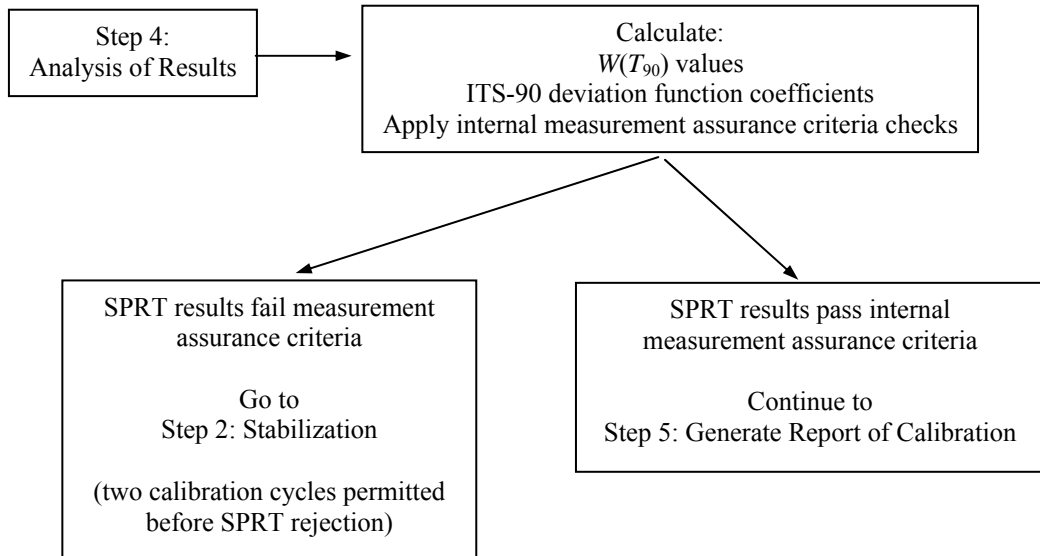 Step 4:
Analysis of Results
Calculate:
W(T₉₀) values
ITS-90 deviation function coefficients
Apply internal measurement assurance criteria checks
SPRT results fail measurement
assurance criteria
Go to
Step 2: Stabilization
(two calibration cycles permitted
before SPRT rejection)
SPRT results pass internal
measurement assurance criteria
Continue to
Step 5: Generate Report of Calibration